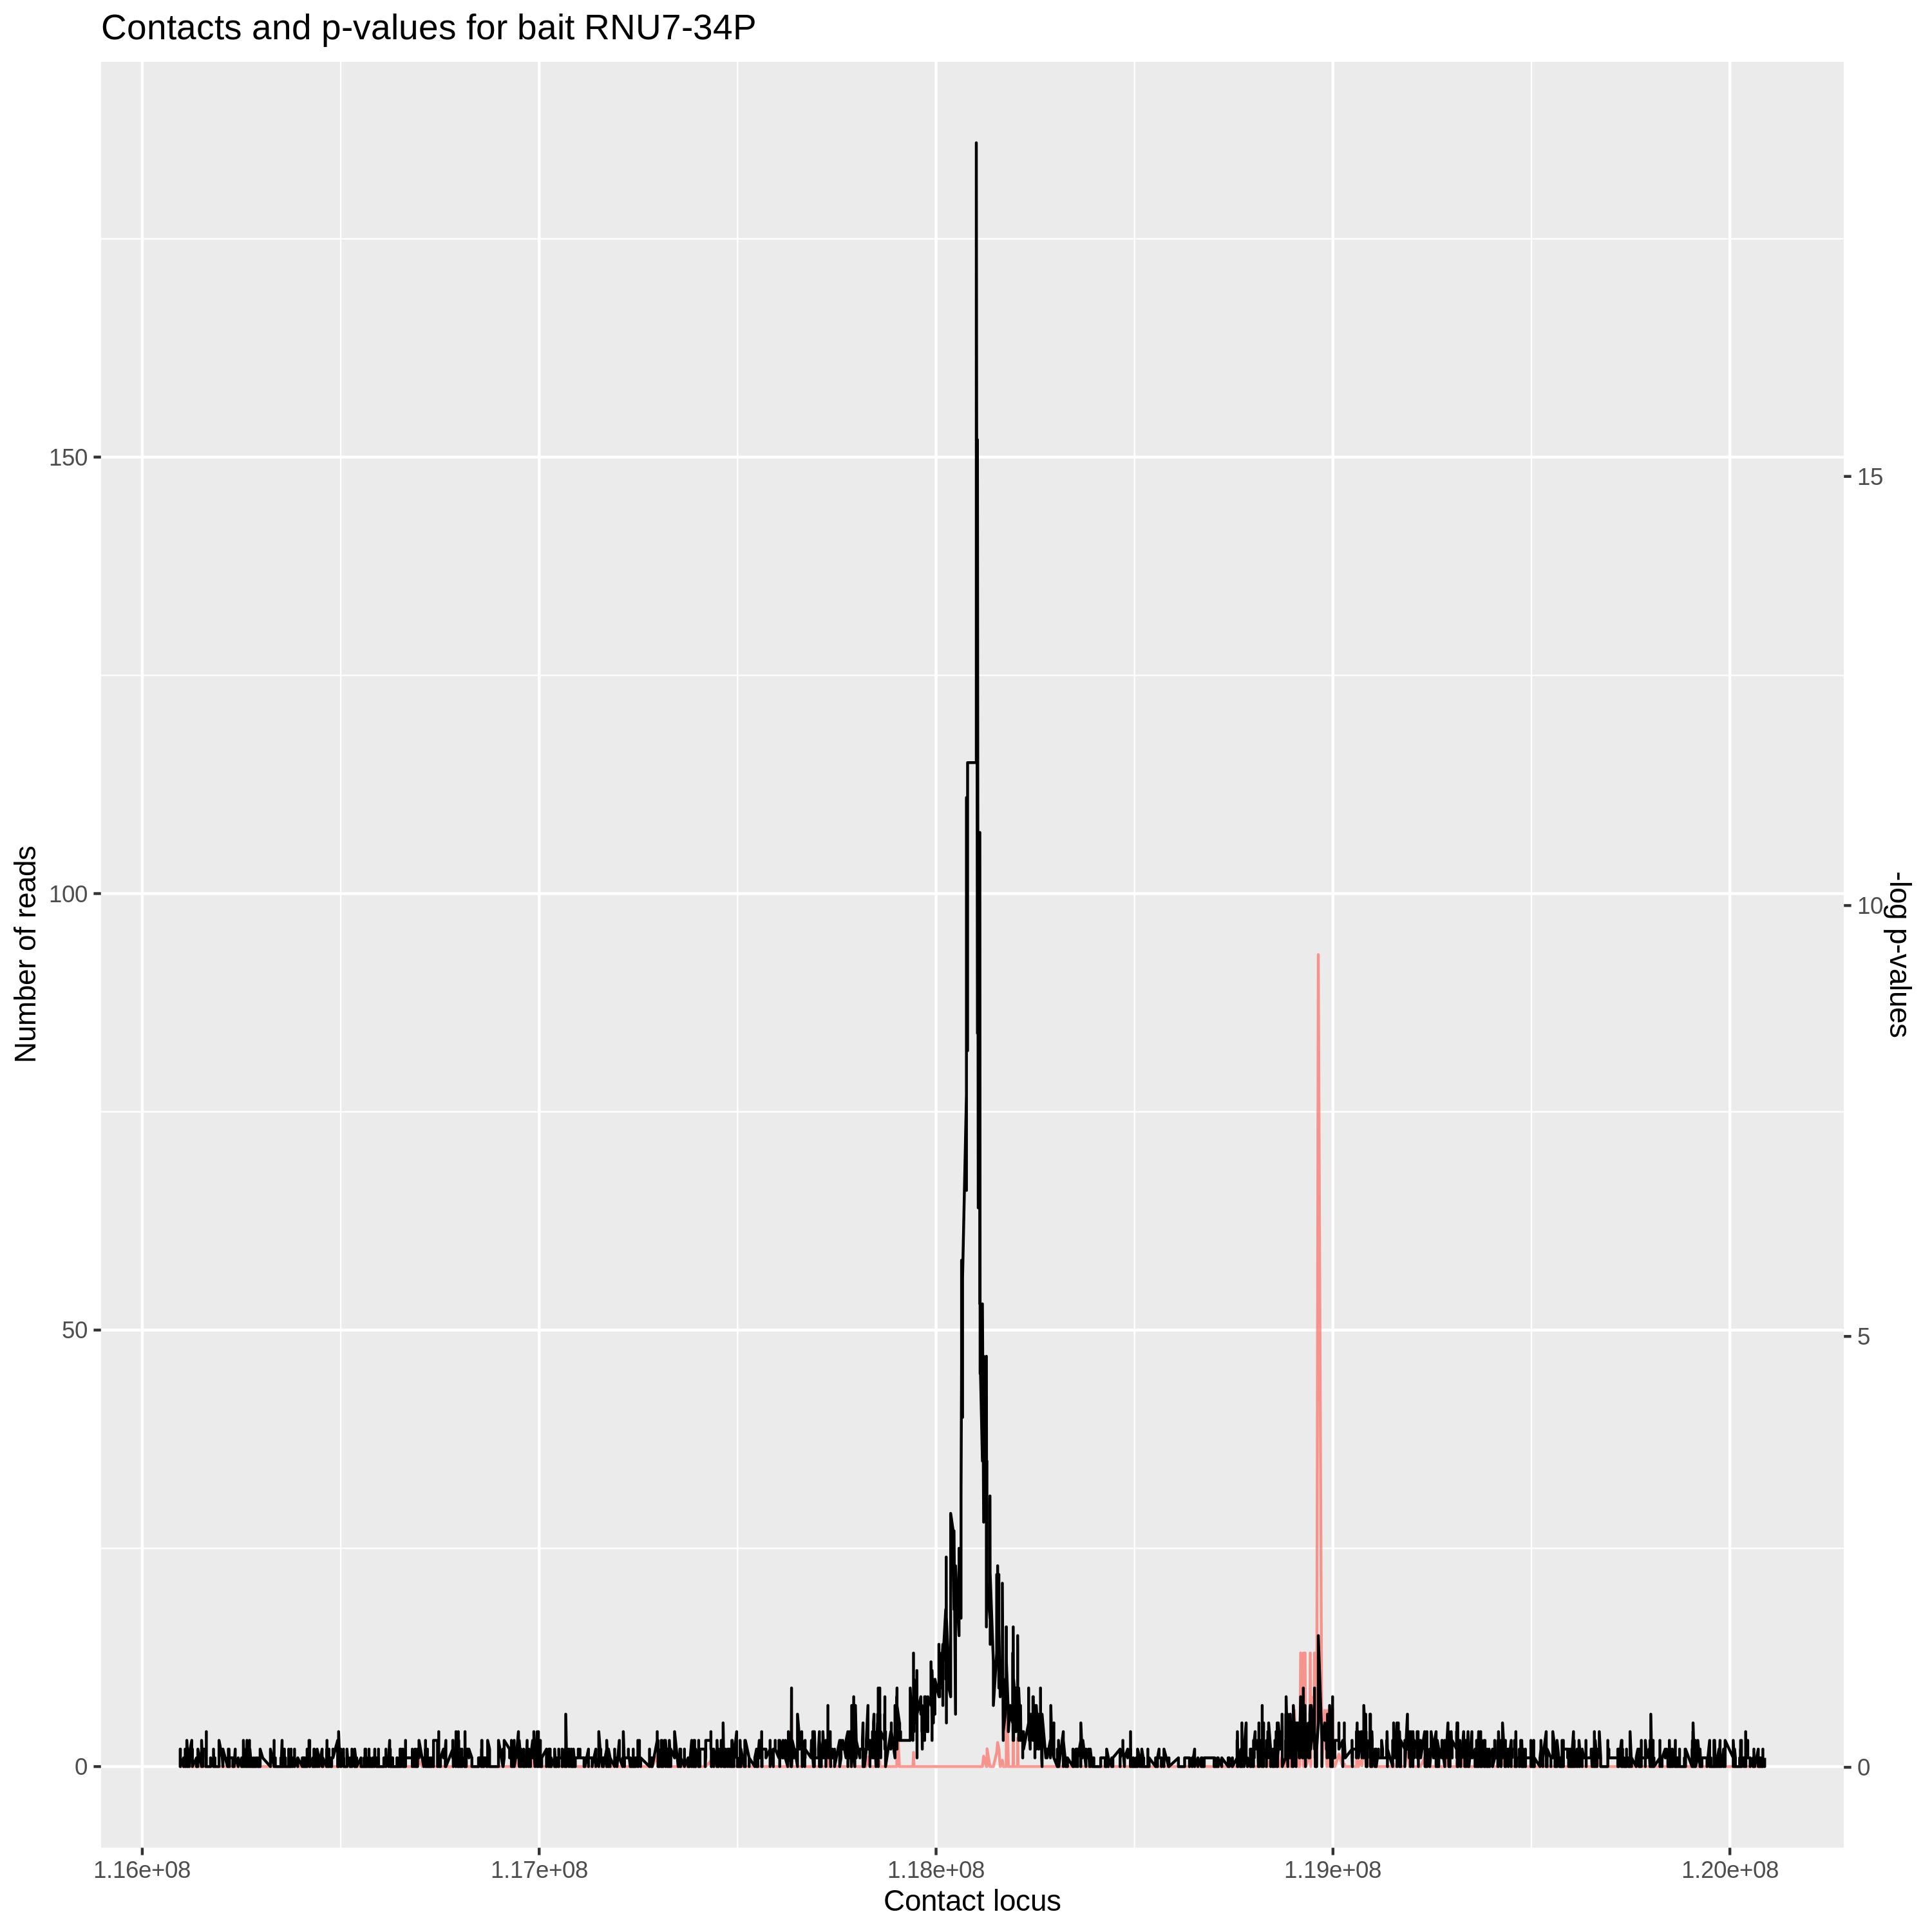 Contacts and p-values for bait RNU7-34P
150
100
50
0
Number of reads
15
10
5
0
-log p-values
1.16e+08
1.17e+08
1.18e+08
1.19e+08
1.20e+08
Contact locus